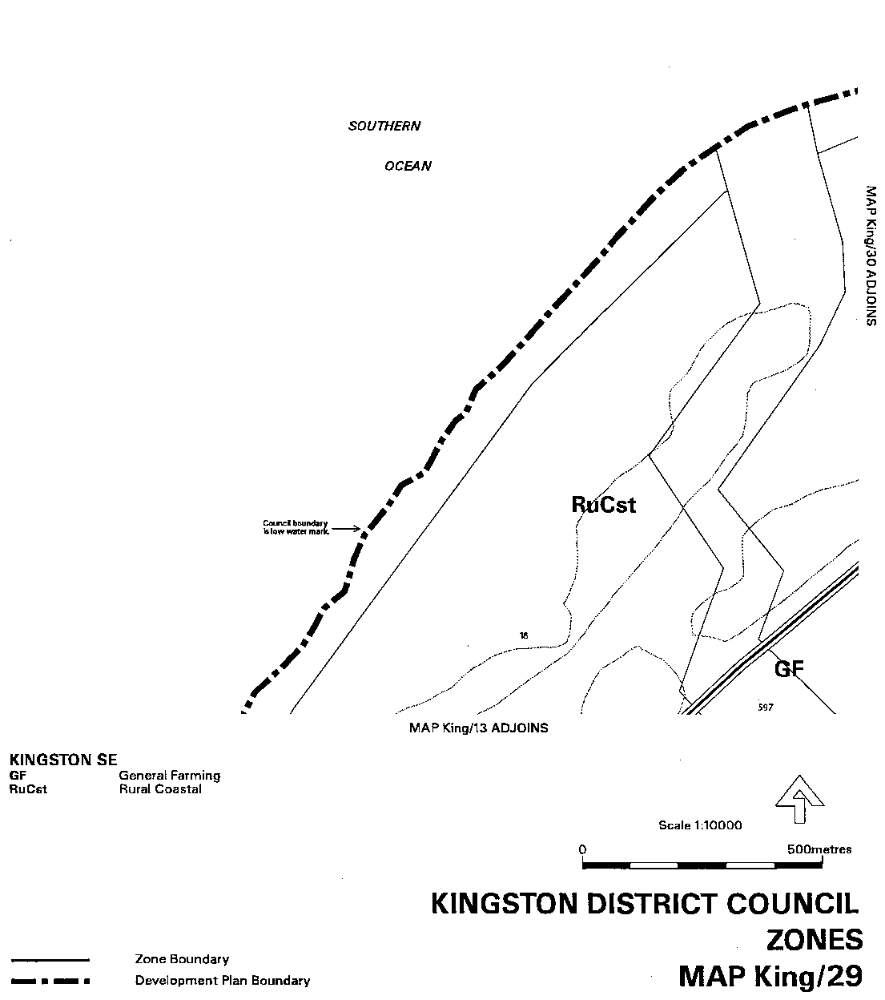 SOUTHERN
OCEAN
MAP King/30 ADJOINS
RuCst
Council boundary
is low water mark.
18
GF
597
MAP King/13 ADJOINS
KINGSTON SE
GF General Farming
RuCst Rural Coastal
Scale 1:10000
0 500metres
KINGSTON DISTRICT COUNCIL
ZONES
MAP King/29
Zone Boundary
Development Plan Boundary